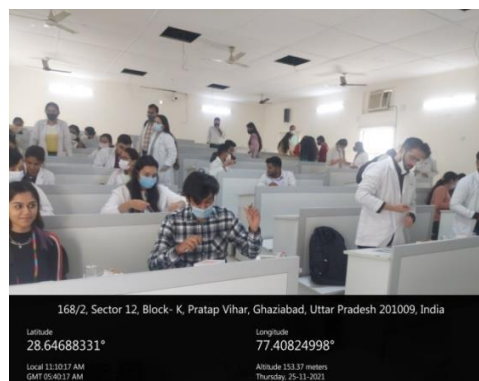 168/2, Sector 12, Block- K, Pratap Vihar, Ghaziabad, Uttar Pradesh 201009, India
Latitude
28.64688331°
Longitude
77.40824998°
Local 11:10:17 AM
GMT 05:40:17 AM
Altitude 153.37 meters
Thursday, 25-11-2021